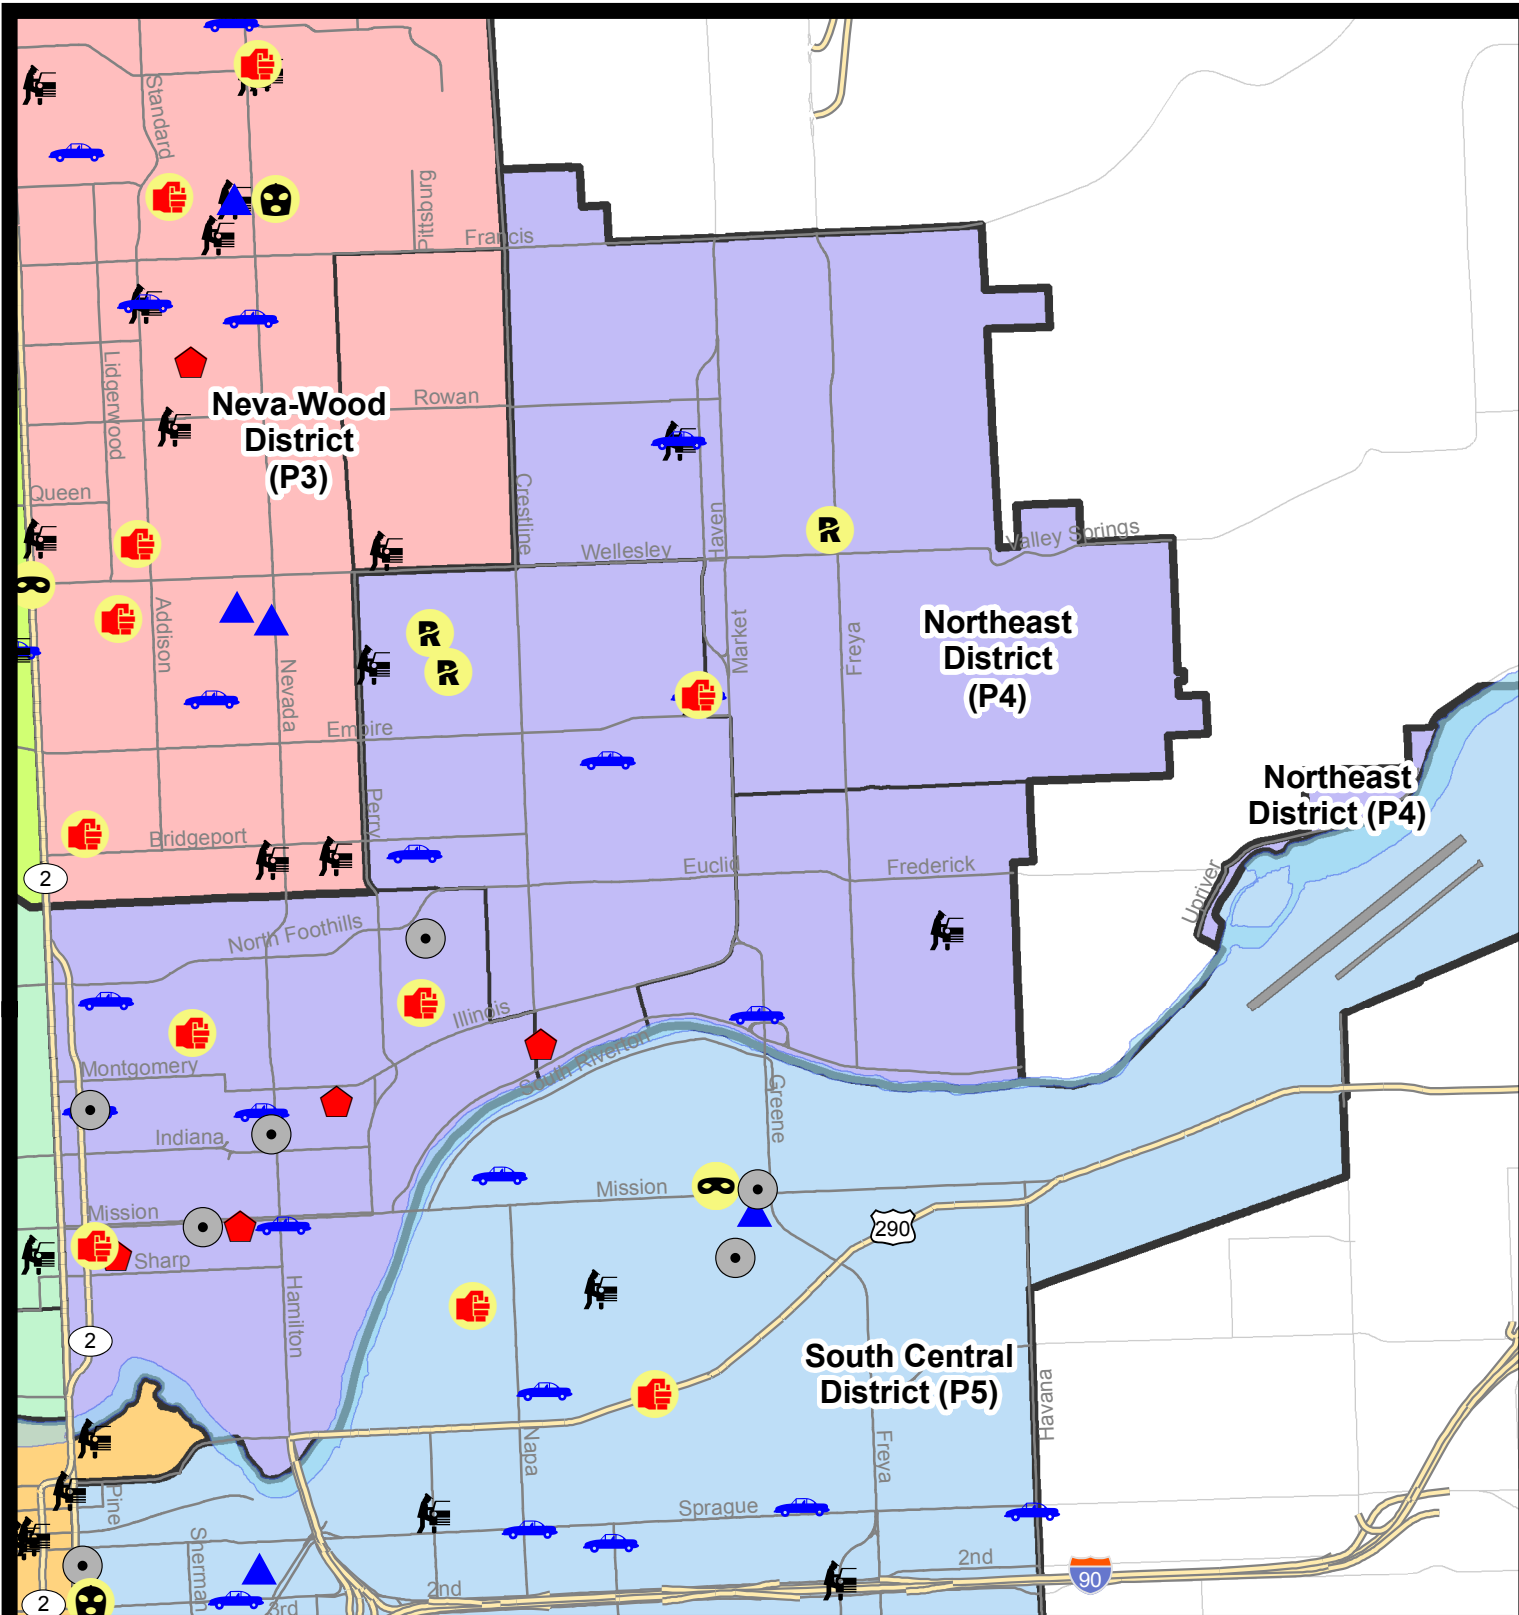 Standard
Pittsburg
Francis
Lidgerwood
Rowan
Neva-Wood
District
(P3)
Queen
Crestline
Haven
Wellesley
Valley Springs
R
R
R
Addison
Nevada
Market
Freya
Northeast
District
(P4)
Empire
Northeast
District (P4)
Perry
Bridgeport
Euclid
Frederick
2
Upriver
North Foothills
Illinois
South Riverton
Montgomery
Greene
Indiana
Mission
Mission
290
Sharp
Hamilton
2
South Central
District (P5)
Havana
Napa
Freya
Pine
Sprague
Sherman
2nd
90
2nd
3rd
2